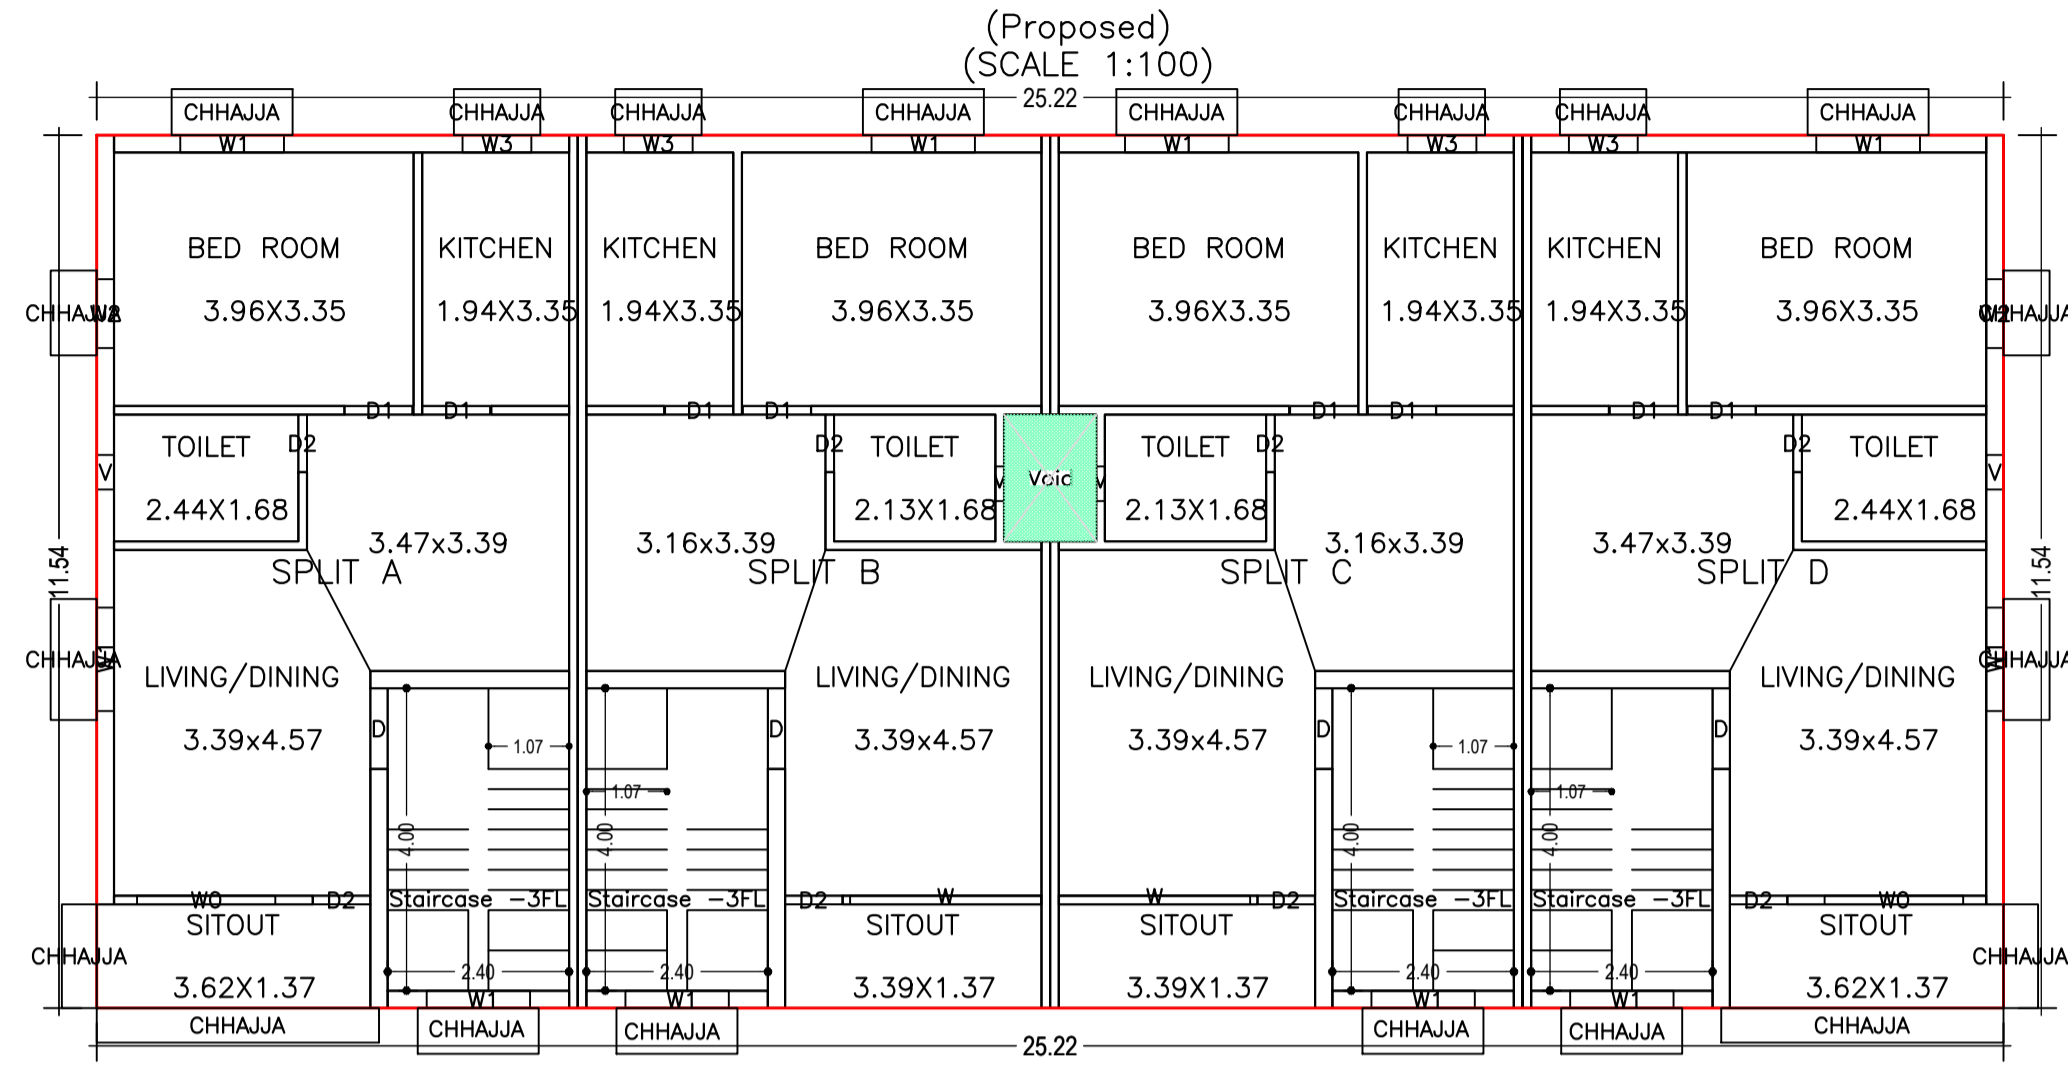 (Proposed)
(SCALE 1:100)
25.22
CHHAJJA CHHAJJA CHHAJJA CHHAJJA CHHAJJA CHHAJJA CHHAJJA CHHAJJA
W1 W3 W3 W1 W1 W3 W3 W1
BED ROOM KITCHEN KITCHEN BED ROOM BED ROOM KITCHEN KITCHEN BED ROOM
3.96X3.35 1.94X3.35 1.94X3.35 3.96X3.35 3.96X3.35 1.94X3.35 1.94X3.35 3.96X3.35
CHHAJJA W2 W2 CHHAJJA
D1 D1 D1 D1 D1 D1 D1 D1
TOILET D2 D2 TOILET TOILET D2 D2 TOILET
V V V V
2.44X1.68 2.13X1.68 2.13X1.68 2.44X1.68
3.47x3.39 3.16x3.39 3.16x3.39 3.47x3.39
SPLIT A SPLIT B SPLIT C SPLIT D
11.54 11.54
CHHAJJA W1 W1 CHHAJJA
LIVING/DINING LIVING/DINING LIVING/DINING LIVING/DINING
3.39x4.57 3.39x4.57 3.39x4.57 3.39x4.57
D D D D
1.07 1.07
1.07 1.07
4.00 4.00 4.00 4.00
W0 D2 Staircase -3FL Staircase -3FL D2 W W D2 Staircase -3FL Staircase -3FL D2 W0
SITOUT SITOUT SITOUT SITOUT
CHHAJJA CHHAJJA
2.40 2.40 2.40 2.40
3.62X1.37 3.39X1.37 3.39X1.37 3.62X1.37
W1 W1 W1 W1
CHHAJJA CHHAJJA CHHAJJA CHHAJJA CHHAJJA CHHAJJA
25.22